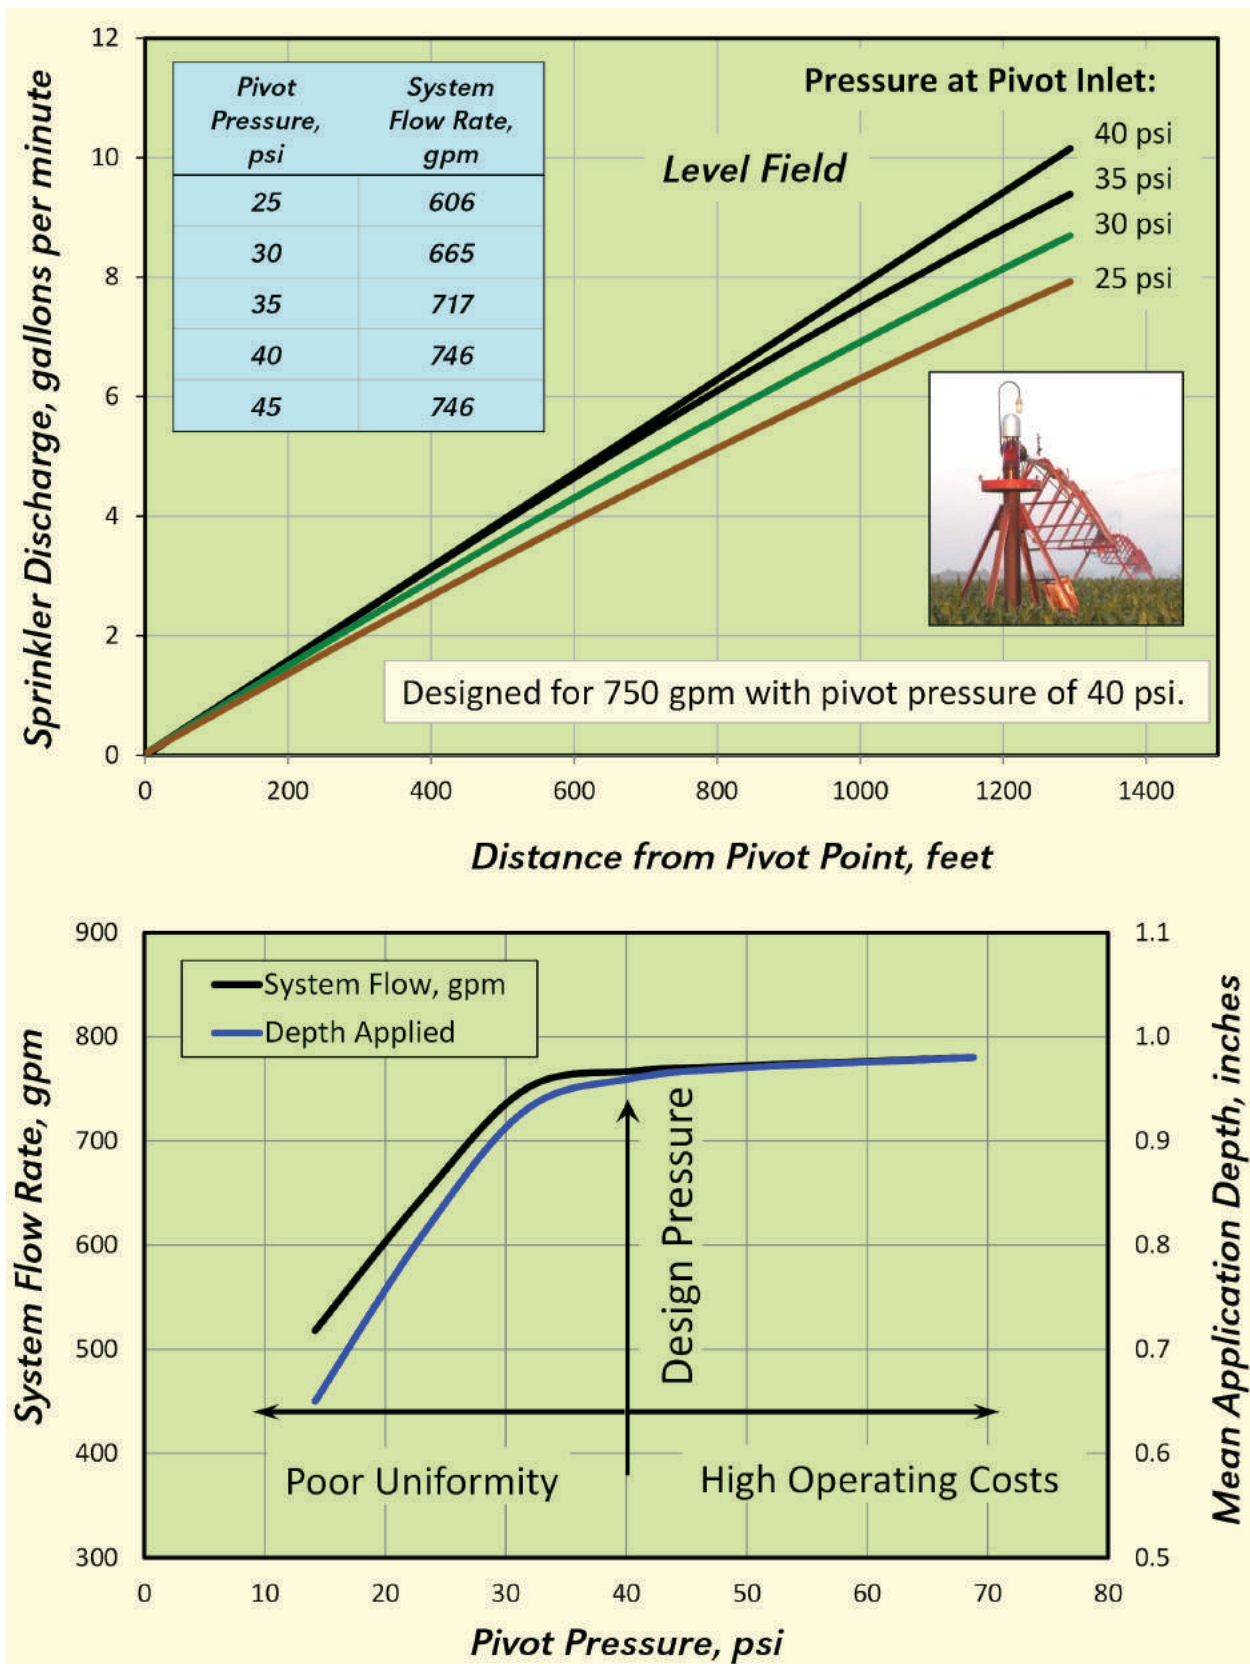 Sprinkler Discharge, gallons per minute
12
10
8
6
4
2
0
Pivot Pressure, psi System Flow Rate, gpm
25 606
30 665
35 717
40 746
45 746
Level Field
Pressure at Pivot Inlet:
40 psi
35 psi
30 psi
25 psi
Designed for 750 gpm with pivot pressure of 40 psi.
0 200 400 600 800 1000 1200 1400
Distance from Pivot Point, feet
System Flow Rate, gpm
900
800
700
600
500
400
300
System Flow, gpm
Depth Applied
Design Pressure
Poor Uniformity
High Operating Costs
1.1
1.0
0.9
0.8
0.7
0.6
0.5
Mean Application Depth, inches
0 10 20 30 40 50 60 70 80
Pivot Pressure, psi